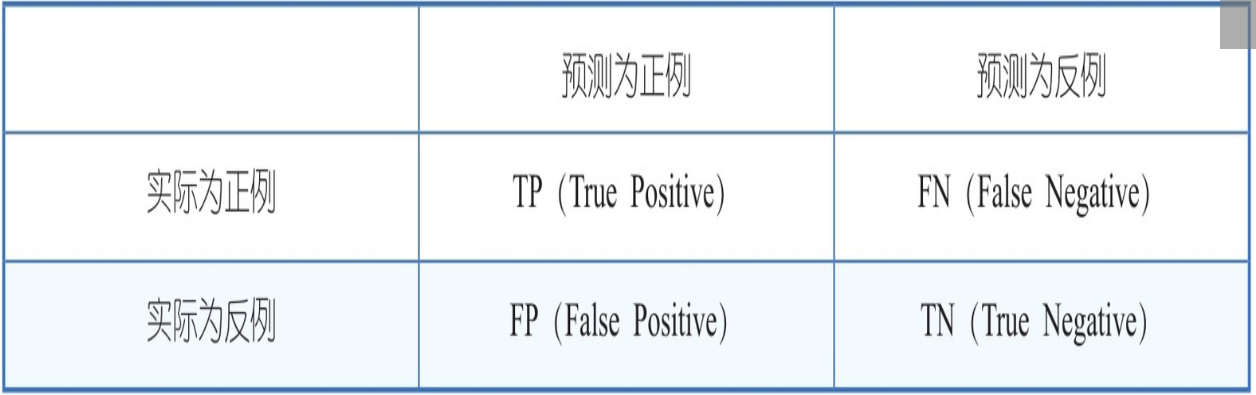 预测为正例 预测为反例
实际为正例 TP (True Positive) FN (False Negative)
实际为反例 FP (False Positive) TN (True Negative)